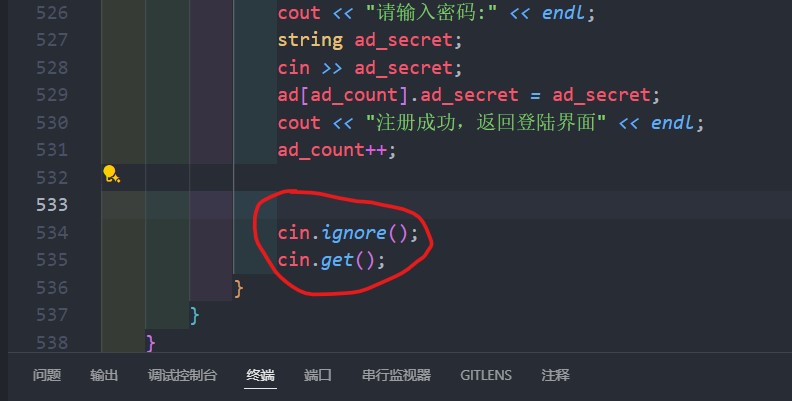 526 cout << "请输入密码:" << endl;
527 string ad_secret;
528 cin >> ad_secret;
529 ad[ad_count].ad_secret = ad_secret;
530 cout << "注册成功，返回登陆界面" << endl;
531 ad_count++;
532
533
534 cin.ignore();
535 cin.get();
536 }
537 }
538 }
问题 输出 调试控制台 终端 端口 串行监视器 GITLENS 注释